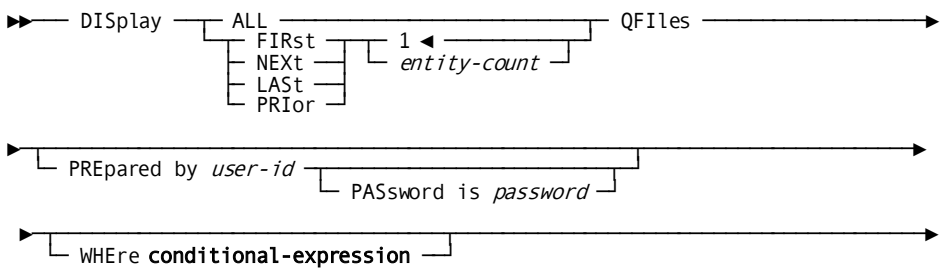 DISplay ALL QFIles
FIRst 1
NEXt entity-count
LASt
PRIor
PREpared by user-id
PASsword is password
WHEre conditional-expression